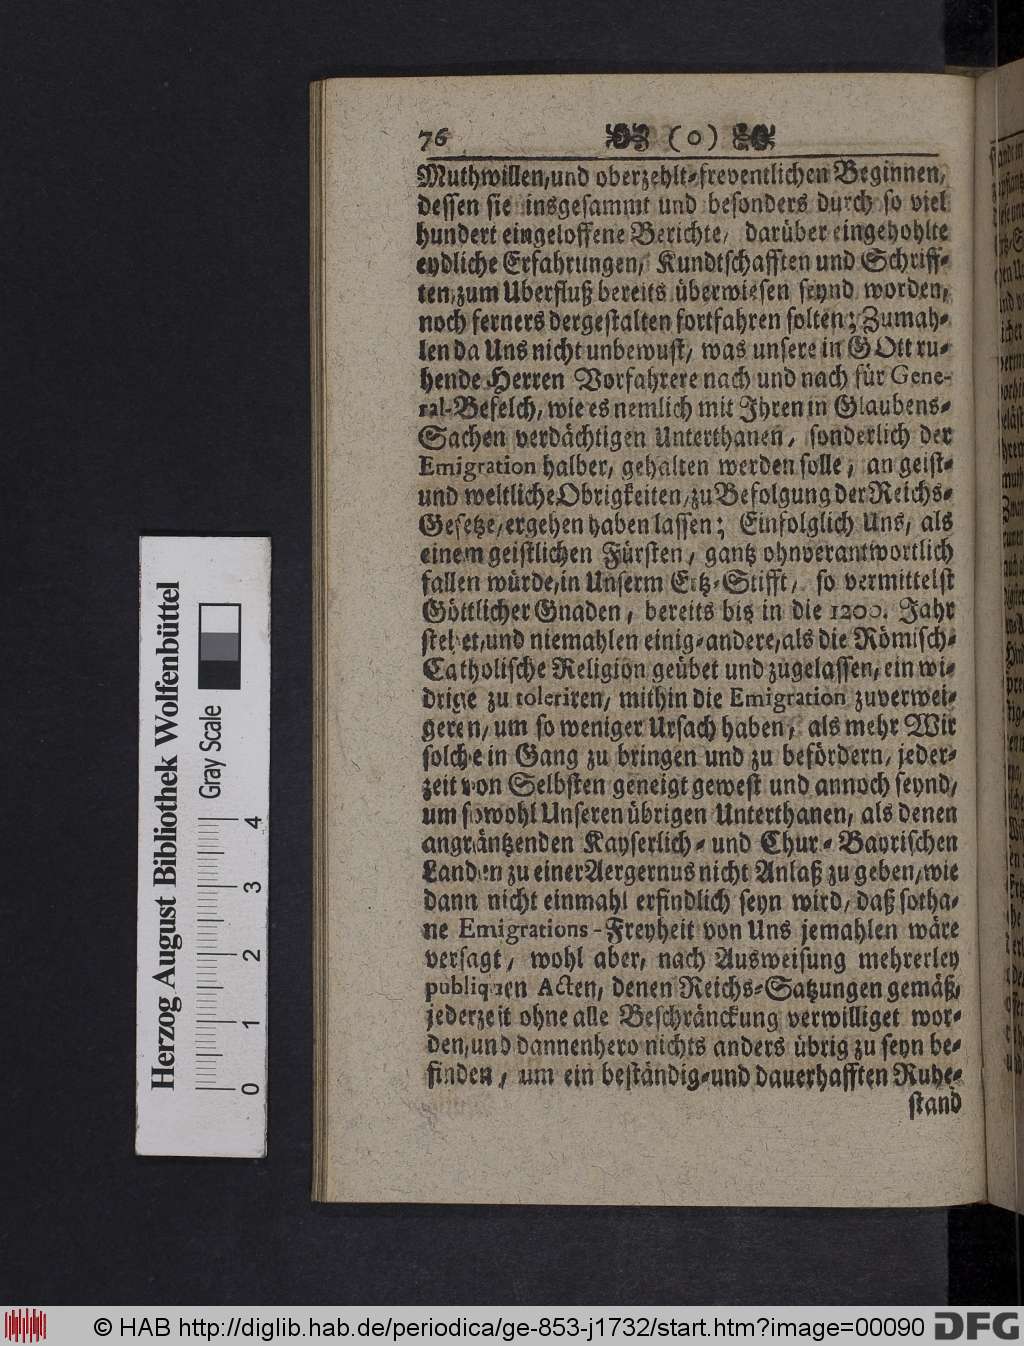 76 (o)
Muthwillen, und oberzehlt-freventlichen Beginnen,
dessen sie insgesammt und besonders durch so viel
hundert eingeloffene Berichte, darüber eingehohlte
eydliche Erfahrungen, Kundtschafften und Schriff-
ten, zum Uberfluß bereits überwiesen seynd worden,
noch ferners dergestalten fortfahren solten; Zumah-
len da Uns nicht unbewust, was unsere in GOtt ru-
hende Herren Vorfahrere nach und nach für Gene-
ral-Befelch, wie es nemlich mit Ihren in Glaubens-
Sachen verdächtigen Unterthanen, sonderlich der
Emigration halber, gehalten werden solle, an geist-
und weltliche Obrigkeiten, zu Befolgung der Reichs-
Gesetze, ergehen haben lassen; Einfolglich Uns, als
einem geistlichen Fürsten, gantz ohnverantwortlich
fallen würde, in Unserm Ertz-Stifft, so vermittelst
Göttlicher Gnaden, bereits biß in die 1200. Jahr
stehet, und niemahlen einig-andere, als die Römisch-
Catholische Religion geübet und zugelassen, ein wi-
drige zu toleriren, mithin die Emigration zuverwei-
geren, um so weniger Ursach haben, als mehr Wir
solche in Gang zu bringen und zu befördern, jeder-
zeit von Selbsten geneigt gewest und annoch seynd,
um sowohl Unseren übrigen Unterthanen, als denen
angräntzenden Kayserlich- und Chur-Bayrischen
Landen zu einer Aergernus nicht Anlaß zu geben, wie
dann nicht einmahl erfindlich seyn wird, daß sotha-
ne Emigrations-Freyheit von Uns jemahlen wäre
versagt, wohl aber, nach Ausweisung mehrerley
publiquen Acten, denen Reichs-Satzungen gemäß,
jederzeit ohne alle Beschränckung verwilliget wor-
den, und dannenhero nichts anders übrig zu seyn be-
finden, um ein beständig-und dauerhafften Ruhe-
stand
Herzog August Bibliothek Wolfenbüttel
Gray Scale
0 1 2 3 4
© HAB http://diglib.hab.de/periodica/ge-853-j1732/start.htm?image=00090
DFG